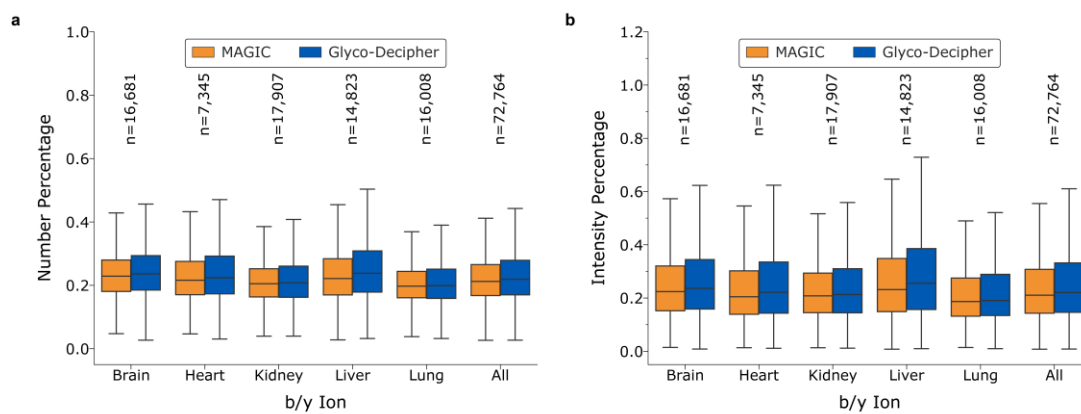 a
1.0
0.8
0.6
0.4
0.2
0.0
Number Percentage
MAGIC
Glyco-Decipher
n=16,681
n=7,345
n=17,907
n=14,823
n=16,008
n=72,764
Brain
Heart
Kidney
Liver
Lung
All
b/y Ion
b
1.2
1.0
0.8
0.6
0.4
0.2
0.0
Intensity Percentage
MAGIC
Glyco-Decipher
n=16,681
n=7,345
n=17,907
n=14,823
n=16,008
n=72,764
Brain
Heart
Kidney
Liver
Lung
All
b/y Ion